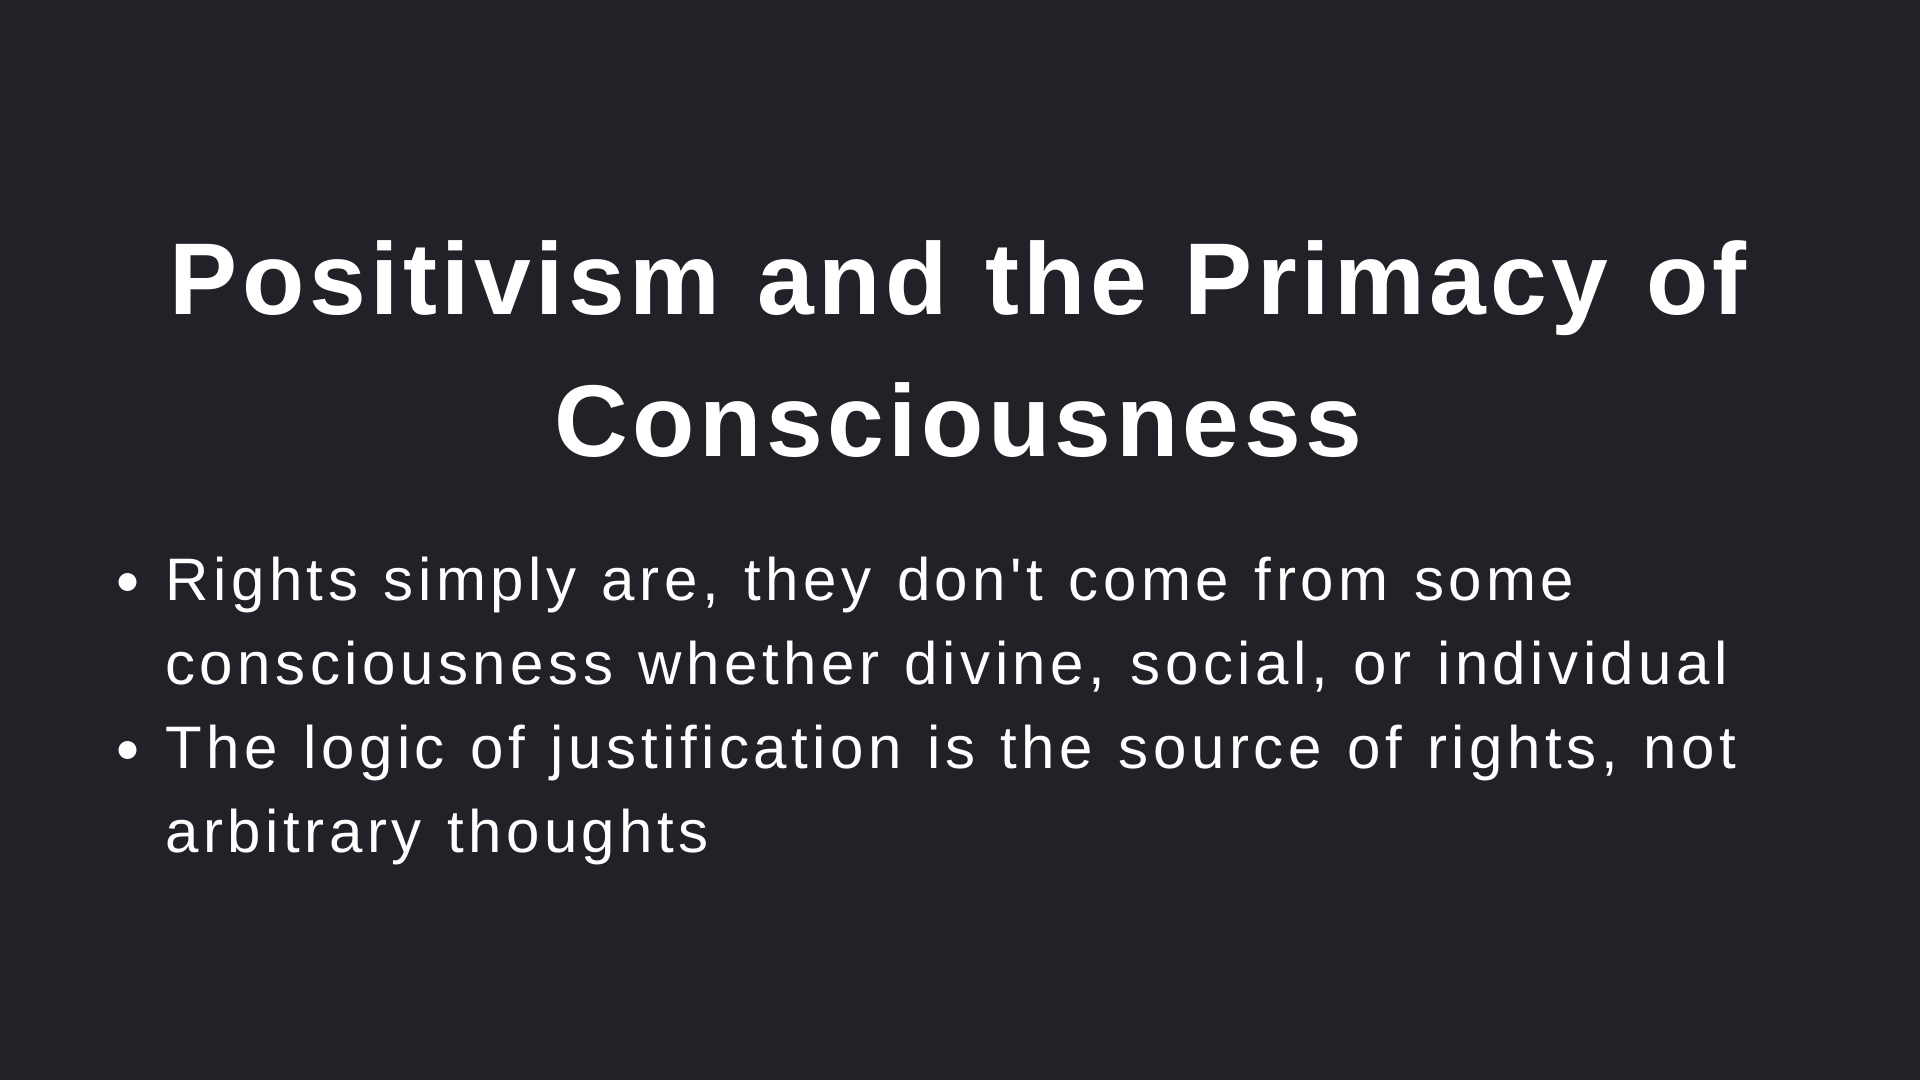 Positivism and the Primacy of
Consciousness
• Rights simply are, they don't come from some
consciousness whether divine, social, or individual
• The logic of justification is the source of rights, not
arbitrary thoughts